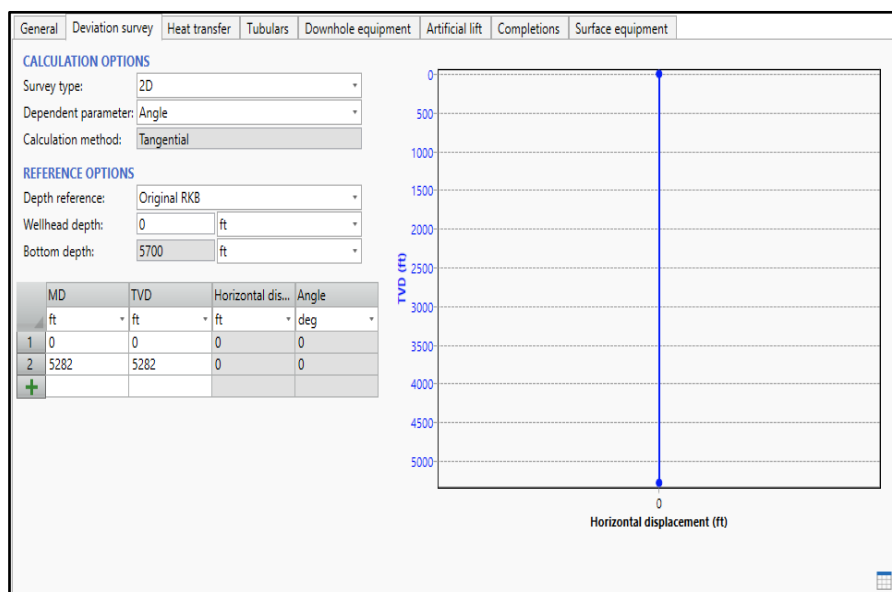 General Deviation survey Heat transfer Tubulars Downhole equipment Artificial lift Completions Surface equipment
CALCULATION OPTIONS
Survey type: 2D
Dependent parameter: Angle
Calculation method: Tangential
REFERENCE OPTIONS
Depth reference: Original RKB
Wellhead depth: 0 ft
Bottom depth: 5700 ft
MD TVD Horizontal dis... Angle
ft ft ft deg
1 0 0 0 0
2 5282 5282 0 0
0
500
1000
1500
2000
2500
3000
3500
4000
4500
5000
TVD (ft)
0
Horizontal displacement (ft)